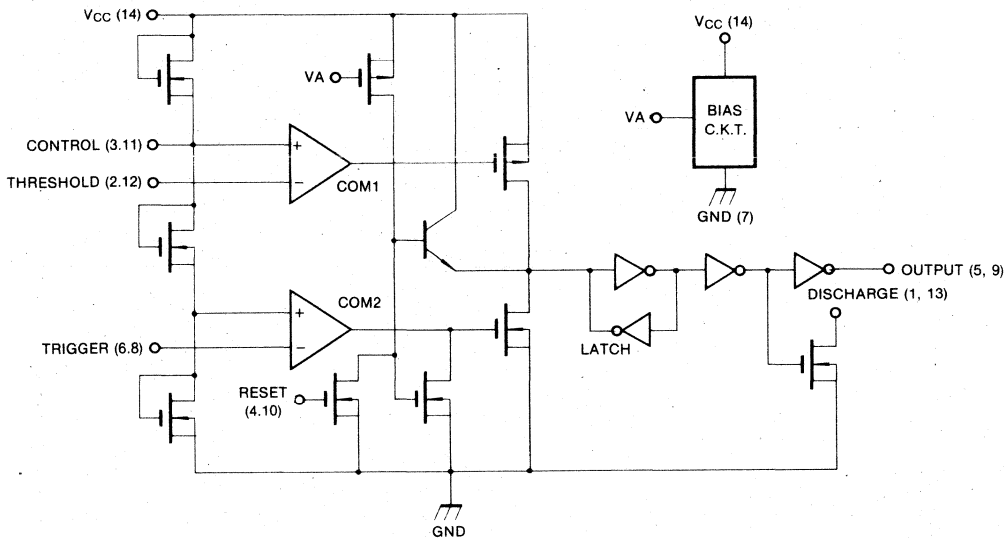 VCC (14)
VCC (14)
VA
BIAS
C.K.T.
VA
CONTROL (3.11)
+
COM1
THRESHOLD (2.12)
−
GND (7)
OUTPUT (5, 9)
DISCHARGE (1, 13)
COM2
+
LATCH
TRIGGER (6.8)
−
RESET
(4.10)
GND